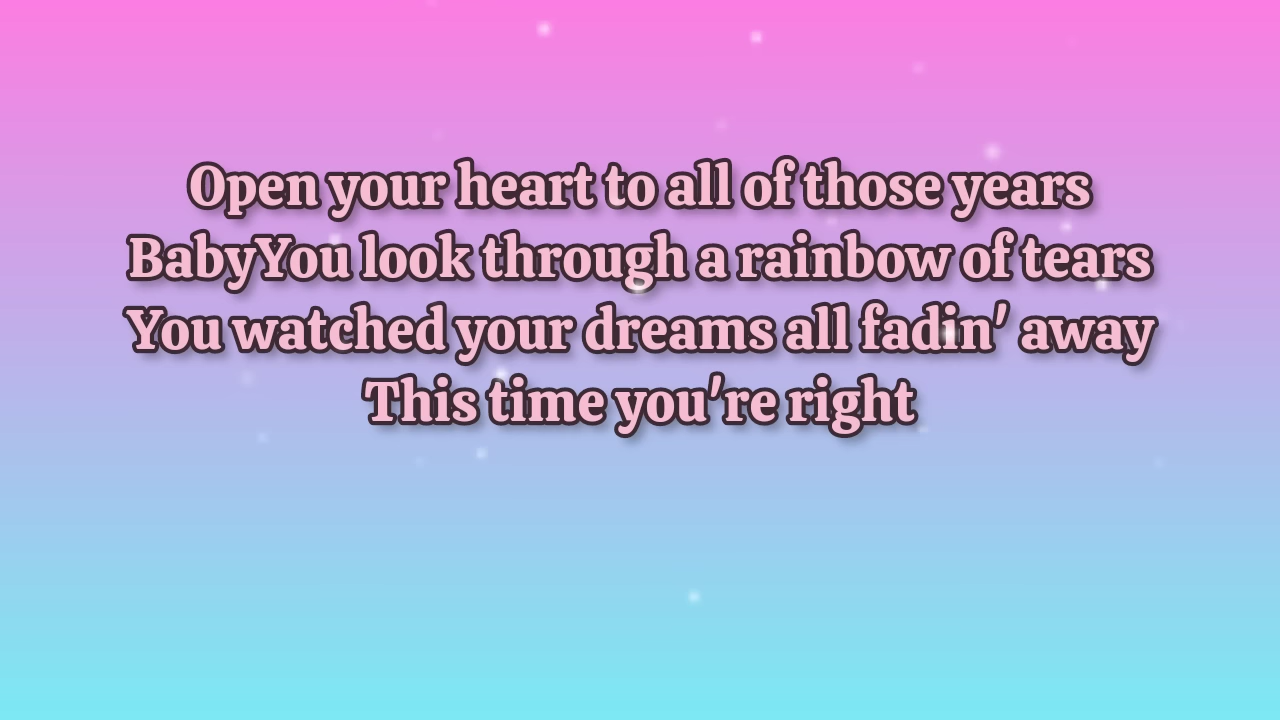 Open your heart to all of those years
BabyYou look through a rainbow of tears
You watched your dreams all fadin' away
This time you're right